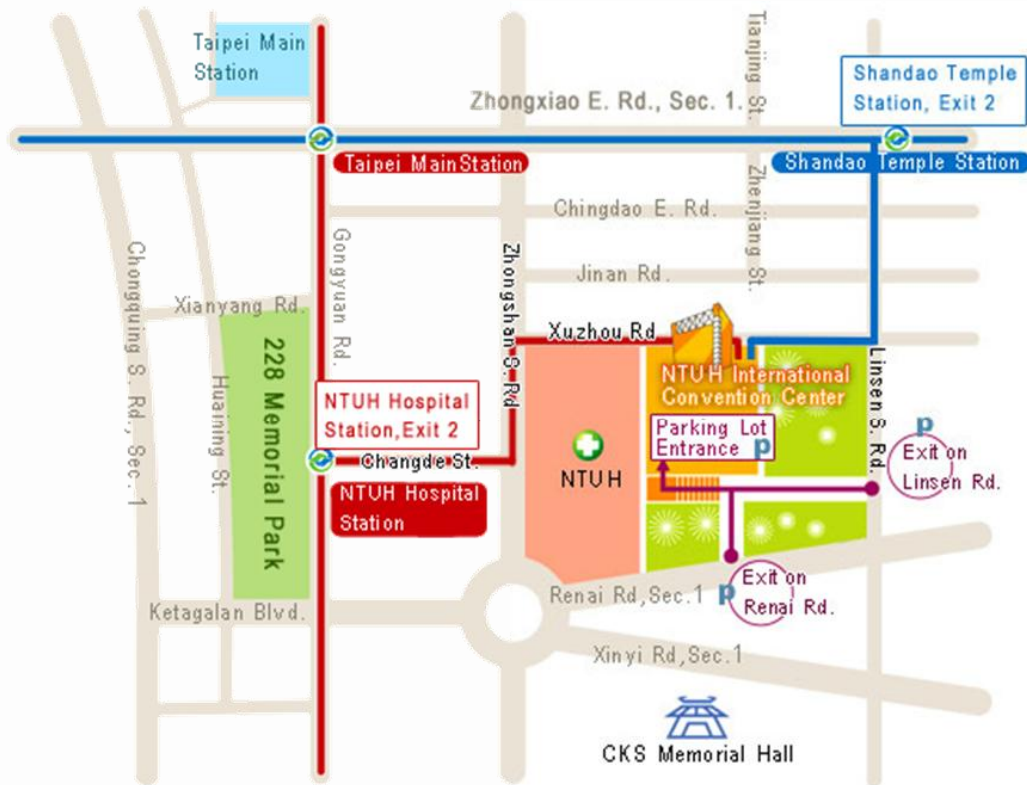 Taipei Main
Station
Tianjing St.
Shandao Temple
Station, Exit 2
Zhongxiao E. Rd., Sec. 1.
Taipei MainStation
Shandao Temple Station
Zhenjiang St.
Chingdao E. Rd.
Chongquing S. Rd., Sec. 1
Gongyuan Rd.
Zhongshan S. Rd
Jinan Rd.
Xianyang Rd.
Xuzhou Rd
228 Memorial Park
Huaining St.
NTUH International
Convention Center
Linsen S. Rd.
NTUH Hospital
Station,Exit 2
Parking Lot
Entrance
P
P
Exit on
Linsen Rd.
Changde St.
NTUH
NTUH Hospital
Station
P
Exit on
Renai Rd.
Renai Rd,Sec.1
Ketagalan Blvd.
Xinyi Rd,Sec.1
CKS Memorial Hall